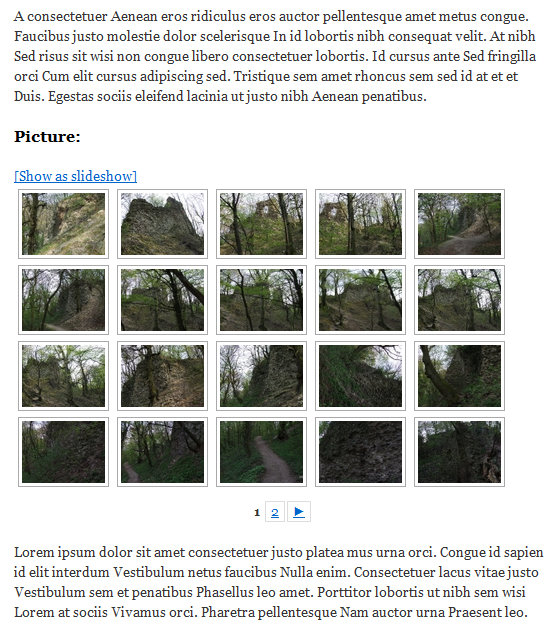 A consectetuer Aenean eros ridiculus eros auctor pellentesque amet metus congue.
Faucibus justo molestie dolor scelerisque In id lobortis nibh consequat velit. At nibh
Sed risus sit wisi non congue libero consectetuer lobortis. Id cursus ante Sed fringilla
orci Cum elit cursus adipiscing sed. Tristique sem amet rhoncus sem sed id at et et
Duis. Egestas sociis eleifend lacinia ut justo nibh Aenean penatibus.
Picture:
[Show as slideshow]
1 2 ►
Lorem ipsum dolor sit amet consectetuer justo platea mus urna orci. Congue id sapien
id elit interdum Vestibulum netus faucibus Nulla enim. Consectetuer lacus vitae justo
Vestibulum sem et penatibus Phasellus leo amet. Porttitor lobortis ut nibh sem wisi
Lorem at sociis Vivamus orci. Pharetra pellentesque Nam auctor urna Praesent leo.